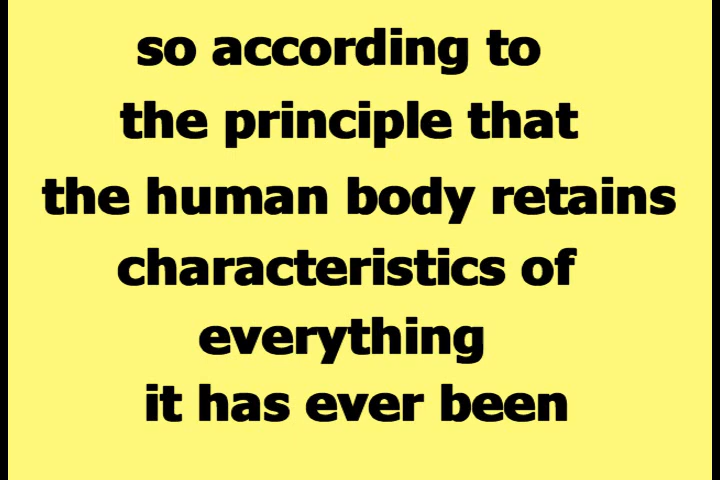 so according to
the principle that
the human body retains
characteristics of
everything
it has ever been